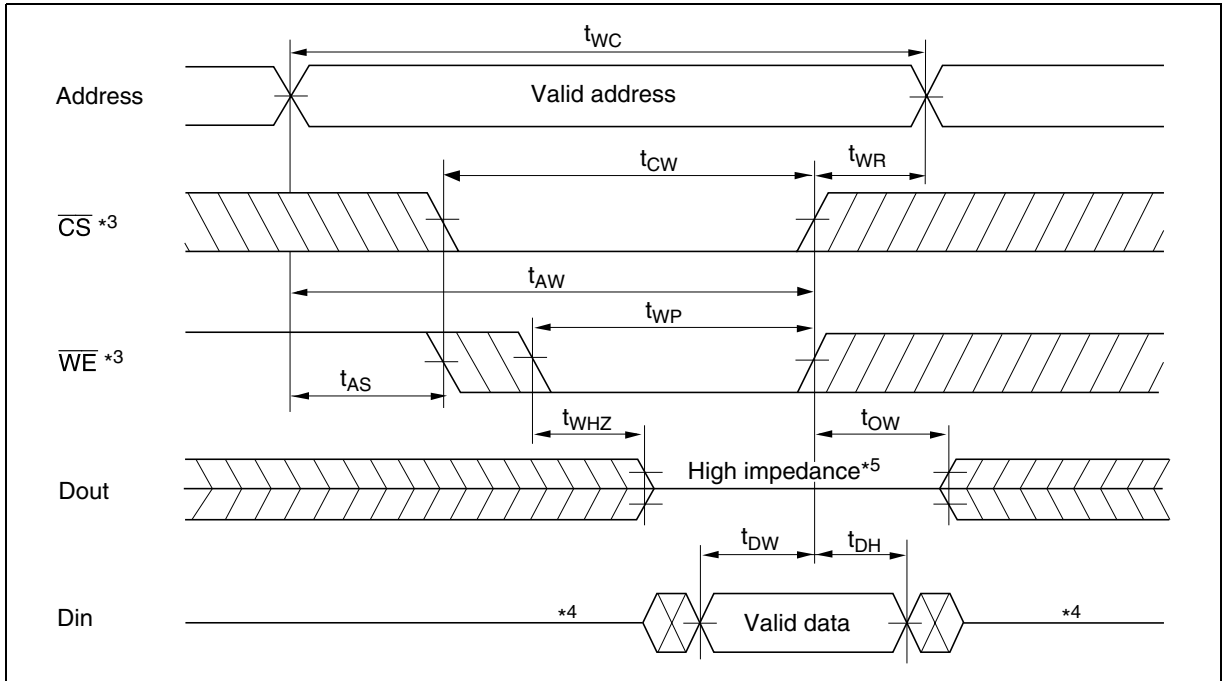 tWC
Address
Valid address
tCW
tWR
CS *3
tAW
tWP
WE *3
tAS
tWHZ
tOW
High impedance*5
Dout
tDW
tDH
Din
*4
Valid data
*4